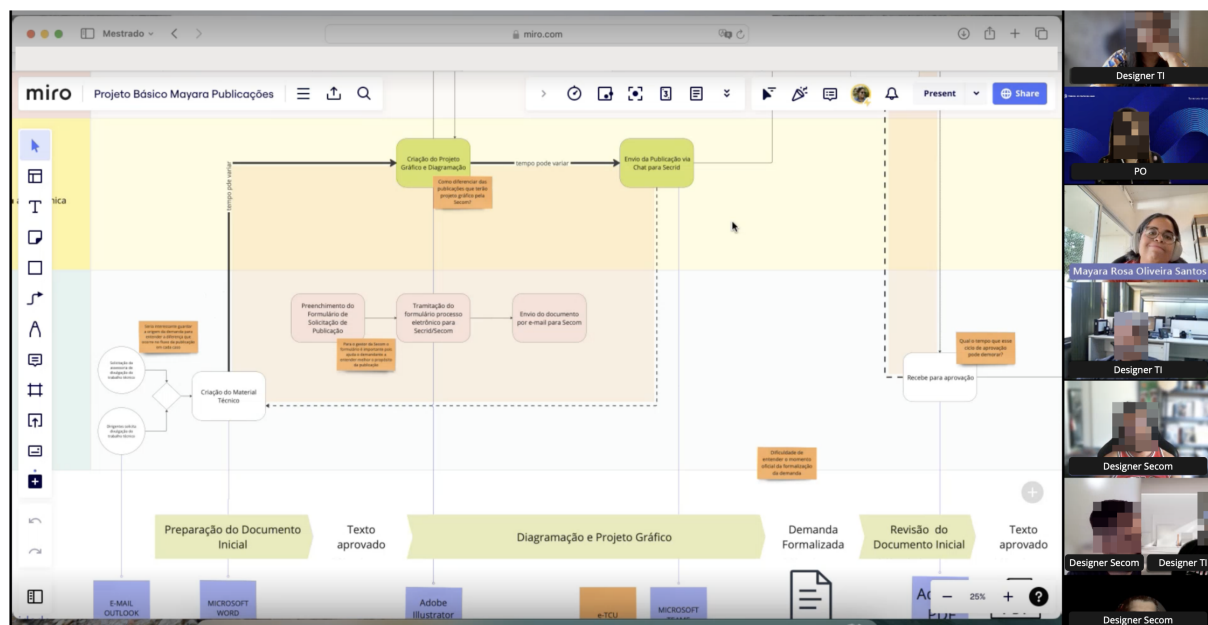 Mestrado
miro.com
miro
Projeto Básico Mayara Publicações
3
Present
Share
Criação do Projeto
Gráfico e Diagramação
tempo pode variar
Envio da Publicação via
Chat para Secrid
Como diferenciar das
publicações que terão
projeto gráfico pela
Secom?
tempo pde variar
Preenchimento do
Formulário de
Solicitação de
Publicação
Tramitação do
formulário processo
eletrônico para
Secrid/Secom
Envio do documento
por e-mail para Secom
Criação do Material
Técnico
Qual o tempo que esse
ciclo de aprovação
pode demorar?
Recebe para aprovação
Dificuldade de
entender o momento
oficial da formalização
da demanda
Preparação do Documento
Inicial
Texto
aprovado
Diagramação e Projeto Gráfico
Demanda
Formalizada
Revisão do
Documento Inicial
Texto
aprovado
E-MAIL
OUTLOOK
MICROSOFT
WORD
Adobe
Illustrator
e-TCU
MICROSOFT
25%
Designer TI
PO
Mayara Rosa Oliveira Santos
Designer TI
Designer Secom
Designer Secom
Designer TI
Designer Secom